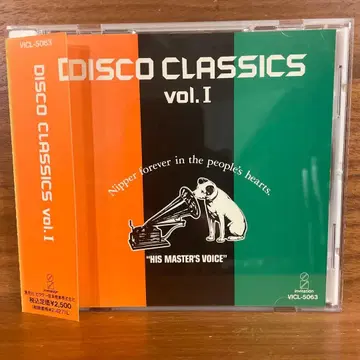 VICL-5063
DISCO CLASSICS vol.I
税込定価¥2,500
DISCO CLASSICS
vol.I
Nipper forever in the people's hearts.
"HIS MASTER'S VOICE"
invitation
VICL-5063